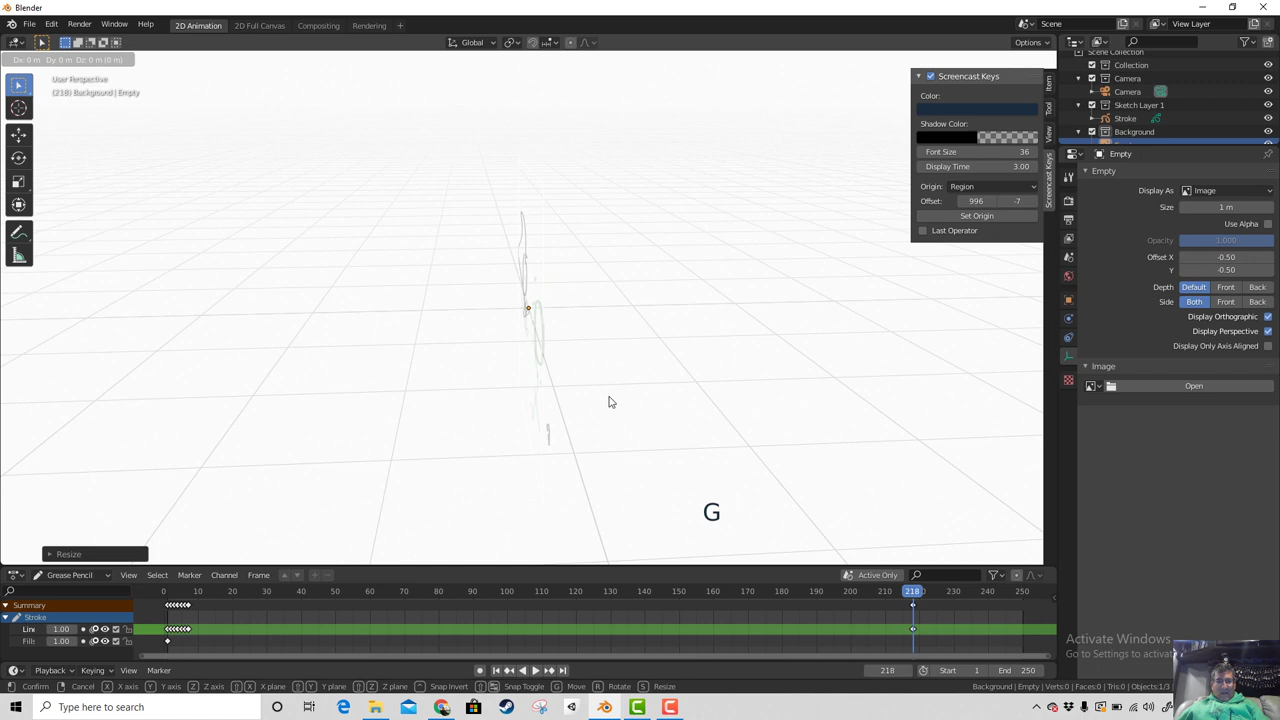 Blender
File Edit Render Window Help 2D Animation 2D Full Canvas Compositing Rendering + Scene View Layer
Global Options
Dx: 0 m Dy: 0 m Dz: 0 m (0 m)
User Perspective
(218) Background | Empty
Screencast Keys
Color:
Shadow Color:
Font Size 36
Display Time 3.00
Origin: Region
Offset: 996 -7
Set Origin
Last Operator
Item
Tool
View
Screencast Keys
Scene Collection
Collection
Camera
Camera
Sketch Layer 1
Stroke
Background
Empty
Empty
Display As Image
Size 1 m
Use Alpha
Opacity 1.000
Offset X -0.50
Y -0.50
Depth Default Front Back
Side Both Front Back
Display Orthographic
Display Perspective
Display Only Axis Aligned
Image
Open
G
Resize
Grease Pencil View Select Marker Channel Frame Active Only
0 10 20 30 40 50 60 70 80 90 100 110 120 130 140 150 160 170 180 190 200 210 218 230 240 250
Summary
Stroke
Line 1.00
Fills 1.00
Playback Keying View Marker 218 Start 1 End 250
Confirm Cancel X X axis Y Y axis Z Z axis X X plane Y Y plane Z Z plane Snap Invert Snap Toggle G Move R Rotate S Resize Background | Empty | Verts:0 | Faces:0 | Tris:0 | Objects:1/3
Activate Windows
Go to Settings to activate
Type here to search